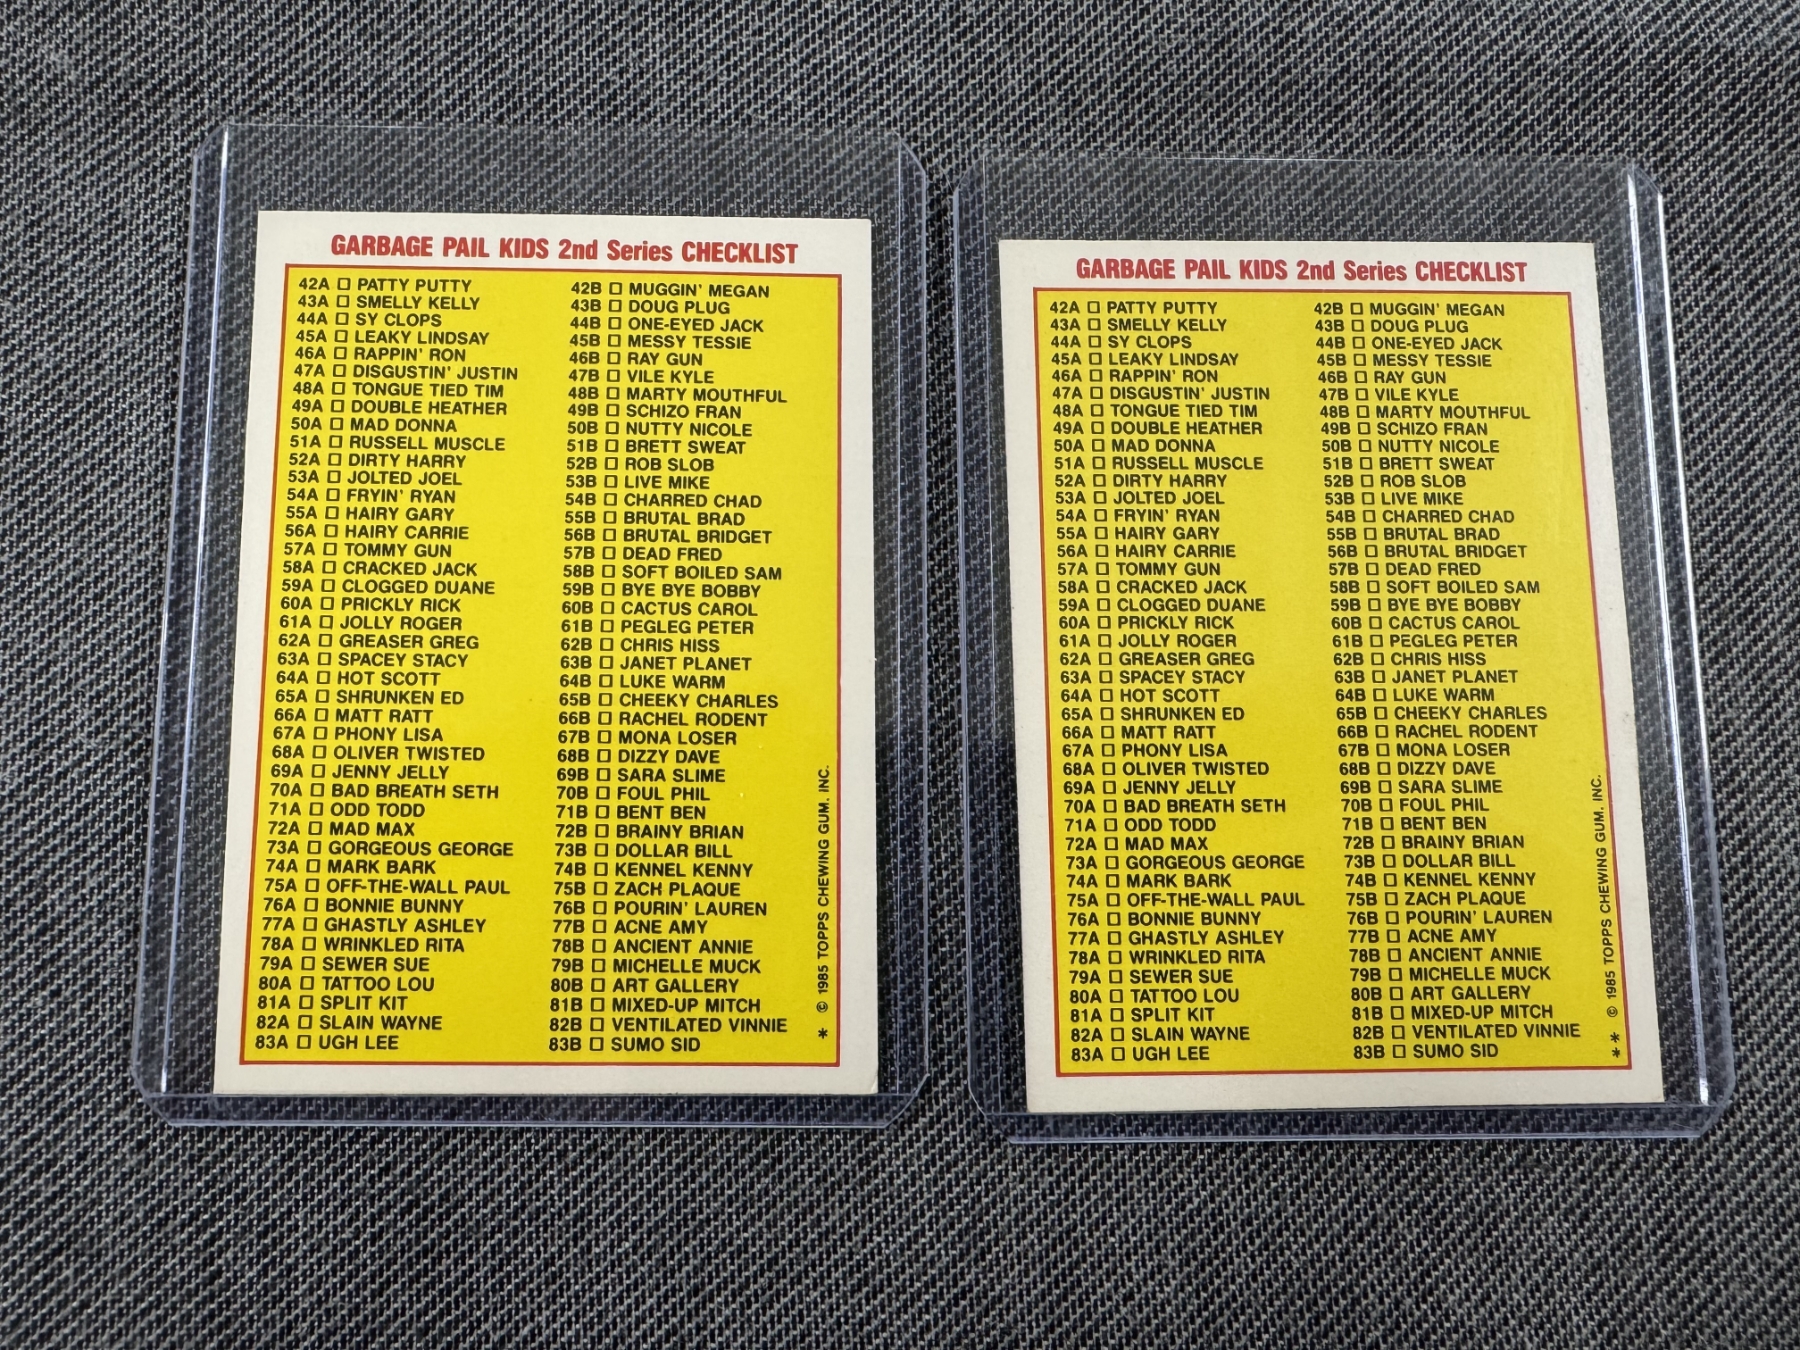 GARBAGE PAIL KIDS 2nd Series CHECKLIST
42A ☐ PATTY PUTTY
43A ☐ SMELLY KELLY
44A ☐ SY CLOPS
45A ☐ LEAKY LINDSAY
46A ☐ RAPPIN' RON
47A ☐ DISGUSTIN' JUSTIN
48A ☐ TONGUE TIED TIM
49A ☐ DOUBLE HEATHER
50A ☐ MAD DONNA
51A ☐ RUSSELL MUSCLE
52A ☐ DIRTY HARRY
53A ☐ JOLTED JOEL
54A ☐ FRYIN' RYAN
55A ☐ HAIRY GARY
56A ☐ HAIRY CARRIE
57A ☐ TOMMY GUN
58A ☐ CRACKED JACK
59A ☐ CLOGGED DUANE
60A ☐ PRICKLY RICK
61A ☐ JOLLY ROGER
62A ☐ GREASER GREG
63A ☐ SPACEY STACY
64A ☐ HOT SCOTT
65A ☐ SHRUNKEN ED
66A ☐ MATT RATT
67A ☐ PHONY LISA
68A ☐ OLIVER TWISTED
69A ☐ JENNY JELLY
70A ☐ BAD BREATH SETH
71A ☐ ODD TODD
72A ☐ MAD MAX
73A ☐ GORGEOUS GEORGE
74A ☐ MARK BARK
75A ☐ OFF-THE-WALL PAUL
76A ☐ BONNIE BUNNY
77A ☐ GHASTLY ASHLEY
78A ☐ WRINKLED RITA
79A ☐ SEWER SUE
80A ☐ TATTOO LOU
81A ☐ SPLIT KIT
82A ☐ SLAIN WAYNE
83A ☐ UGH LEE
42B ☐ MUGGIN' MEGAN
43B ☐ DOUG PLUG
44B ☐ ONE-EYED JACK
45B ☐ MESSY TESSIE
46B ☐ RAY GUN
47B ☐ VILE KYLE
48B ☐ MARTY MOUTHFUL
49B ☐ SCHIZO FRAN
50B ☐ NUTTY NICOLE
51B ☐ BRETT SWEAT
52B ☐ ROB SLOB
53B ☐ LIVE MIKE
54B ☐ CHARRED CHAD
55B ☐ BRUTAL BRAD
56B ☐ BRUTAL BRIDGET
57B ☐ DEAD FRED
58B ☐ SOFT BOILED SAM
59B ☐ BYE BYE BOBBY
60B ☐ CACTUS CAROL
61B ☐ PEGLEG PETER
62B ☐ CHRIS HISS
63B ☐ JANET PLANET
64B ☐ LUKE WARM
65B ☐ CHEEKY CHARLES
66B ☐ RACHEL RODENT
67B ☐ MONA LOSER
68B ☐ DIZZY DAVE
69B ☐ SARA SLIME
70B ☐ FOUL PHIL
71B ☐ BENT BEN
72B ☐ BRAINY BRIAN
73B ☐ DOLLAR BILL
74B ☐ KENNEL KENNY
75B ☐ ZACH PLAQUE
76B ☐ POURIN' LAUREN
77B ☐ ACNE AMY
78B ☐ ANCIENT ANNIE
79B ☐ MICHELLE MUCK
80B ☐ ART GALLERY
81B ☐ MIXED-UP MITCH
82B ☐ VENTILATED VINNIE
83B ☐ SUMO SID
* © 1985 TOPPS CHEWING GUM. INC.
GARBAGE PAIL KIDS 2nd Series CHECKLIST
42A ☐ PATTY PUTTY
43A ☐ SMELLY KELLY
44A ☐ SY CLOPS
45A ☐ LEAKY LINDSAY
46A ☐ RAPPIN' RON
47A ☐ DISGUSTIN' JUSTIN
48A ☐ TONGUE TIED TIM
49A ☐ DOUBLE HEATHER
50A ☐ MAD DONNA
51A ☐ RUSSELL MUSCLE
52A ☐ DIRTY HARRY
53A ☐ JOLTED JOEL
54A ☐ FRYIN' RYAN
55A ☐ HAIRY GARY
56A ☐ HAIRY CARRIE
57A ☐ TOMMY GUN
58A ☐ CRACKED JACK
59A ☐ CLOGGED DUANE
60A ☐ PRICKLY RICK
61A ☐ JOLLY ROGER
62A ☐ GREASER GREG
63A ☐ SPACEY STACY
64A ☐ HOT SCOTT
65A ☐ SHRUNKEN ED
66A ☐ MATT RATT
67A ☐ PHONY LISA
68A ☐ OLIVER TWISTED
69A ☐ JENNY JELLY
70A ☐ BAD BREATH SETH
71A ☐ ODD TODD
72A ☐ MAD MAX
73A ☐ GORGEOUS GEORGE
74A ☐ MARK BARK
75A ☐ OFF-THE-WALL PAUL
76A ☐ BONNIE BUNNY
77A ☐ GHASTLY ASHLEY
78A ☐ WRINKLED RITA
79A ☐ SEWER SUE
80A ☐ TATTOO LOU
81A ☐ SPLIT KIT
82A ☐ SLAIN WAYNE
83A ☐ UGH LEE
42B ☐ MUGGIN' MEGAN
43B ☐ DOUG PLUG
44B ☐ ONE-EYED JACK
45B ☐ MESSY TESSIE
46B ☐ RAY GUN
47B ☐ VILE KYLE
48B ☐ MARTY MOUTHFUL
49B ☐ SCHIZO FRAN
50B ☐ NUTTY NICOLE
51B ☐ BRETT SWEAT
52B ☐ ROB SLOB
53B ☐ LIVE MIKE
54B ☐ CHARRED CHAD
55B ☐ BRUTAL BRAD
56B ☐ BRUTAL BRIDGET
57B ☐ DEAD FRED
58B ☐ SOFT BOILED SAM
59B ☐ BYE BYE BOBBY
60B ☐ CACTUS CAROL
61B ☐ PEGLEG PETER
62B ☐ CHRIS HISS
63B ☐ JANET PLANET
64B ☐ LUKE WARM
65B ☐ CHEEKY CHARLES
66B ☐ RACHEL RODENT
67B ☐ MONA LOSER
68B ☐ DIZZY DAVE
69B ☐ SARA SLIME
70B ☐ FOUL PHIL
71B ☐ BENT BEN
72B ☐ BRAINY BRIAN
73B ☐ DOLLAR BILL
74B ☐ KENNEL KENNY
75B ☐ ZACH PLAQUE
76B ☐ POURIN' LAUREN
77B ☐ ACNE AMY
78B ☐ ANCIENT ANNIE
79B ☐ MICHELLE MUCK
80B ☐ ART GALLERY
81B ☐ MIXED-UP MITCH
82B ☐ VENTILATED VINNIE
83B ☐ SUMO SID
** © 1985 TOPPS CHEWING GUM. INC.